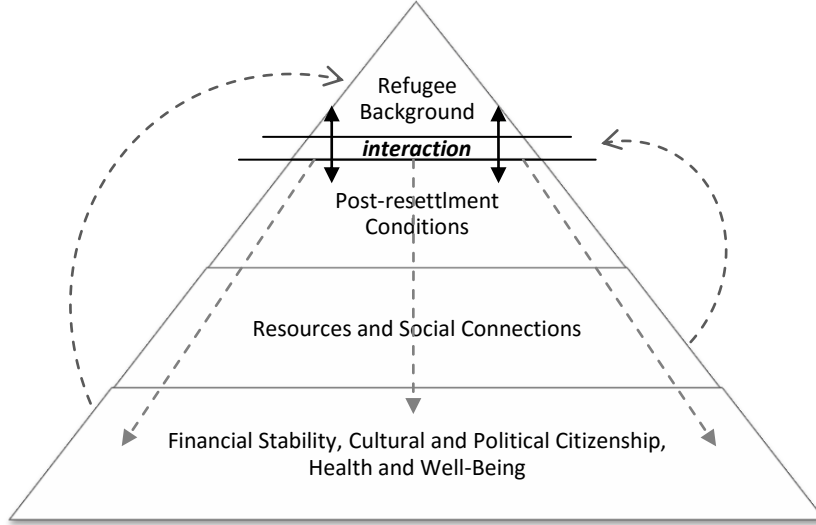 Refugee
Background
interaction
Post-resettlment
Conditions
Resources and Social Connections
Financial Stability, Cultural and Political Citizenship,
Health and Well-Being